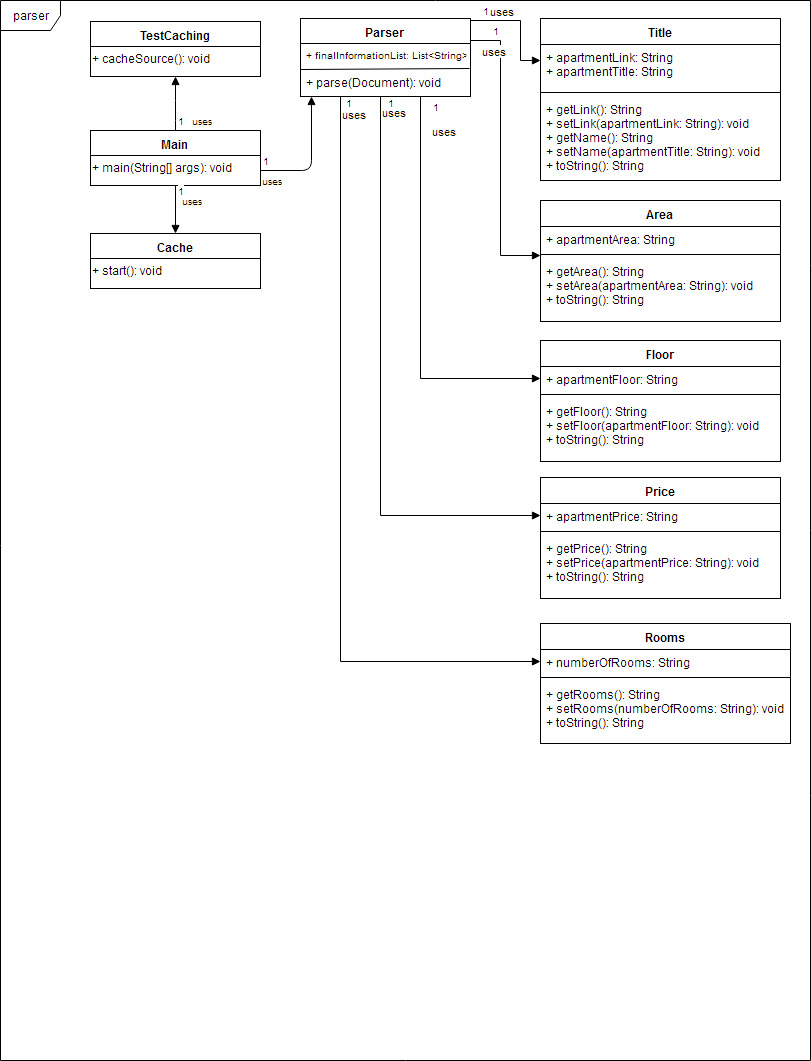 parser
TestCaching
+ cacheSource(): void
1 uses
Main
+ main(String[] args): void
1
uses
1
uses
Cache
+ start(): void
Parser
+ finalInformationList: List<String>
+ parse(Document): void
1 uses
1
uses
1
uses
1
uses
1
uses
Title
+ apartmentLink: String
+ apartmentTitle: String
+ getLink(): String
+ setLink(apartmentLink: String): void
+ getName(): String
+ setName(apartmentTitle: String): void
+ toString(): String
Area
+ apartmentArea: String
+ getArea(): String
+ setArea(apartmentArea: String): void
+ toString(): String
Floor
+ apartmentFloor: String
+ getFloor(): String
+ setFloor(apartmentFloor: String): void
+ toString(): String
Price
+ apartmentPrice: String
+ getPrice(): String
+ setPrice(apartmentPrice: String): void
+ toString(): String
Rooms
+ numberOfRooms: String
+ getRooms(): String
+ setRooms(numberOfRooms: String): void
+ toString(): String